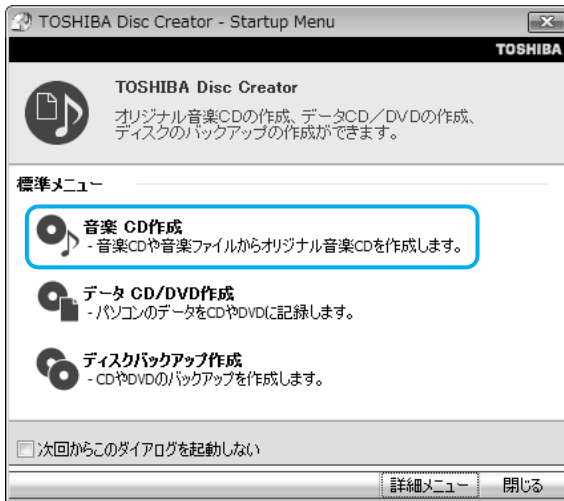 TOSHIBA Disc Creator - Startup Menu
TOSHIBA
TOSHIBA Disc Creator
オリジナル音楽CDの作成、データCD／DVDの作成、
ディスクのバックアップの作成ができます。
標準メニュー
音楽 CD作成
- 音楽CDや音楽ファイルからオリジナル音楽CDを作成します。
データ CD/DVD作成
- パソコンのデータをCDやDVDに記録します。
ディスクバックアップ作成
- CDやDVDのバックアップを作成します。
次回からこのダイアログを起動しない
詳細メニュー 閉じる